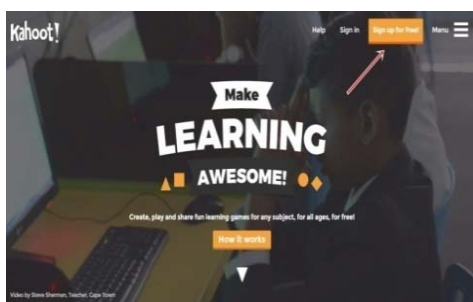 Kahoot!
Help Sign in Sign up for free! Menu
Make
LEARNING
AWESOME!
Create, play and share fun learning games for any subject, for all ages, for free!
How it works
Video by Steve Sherman, Teacher, Cape Town